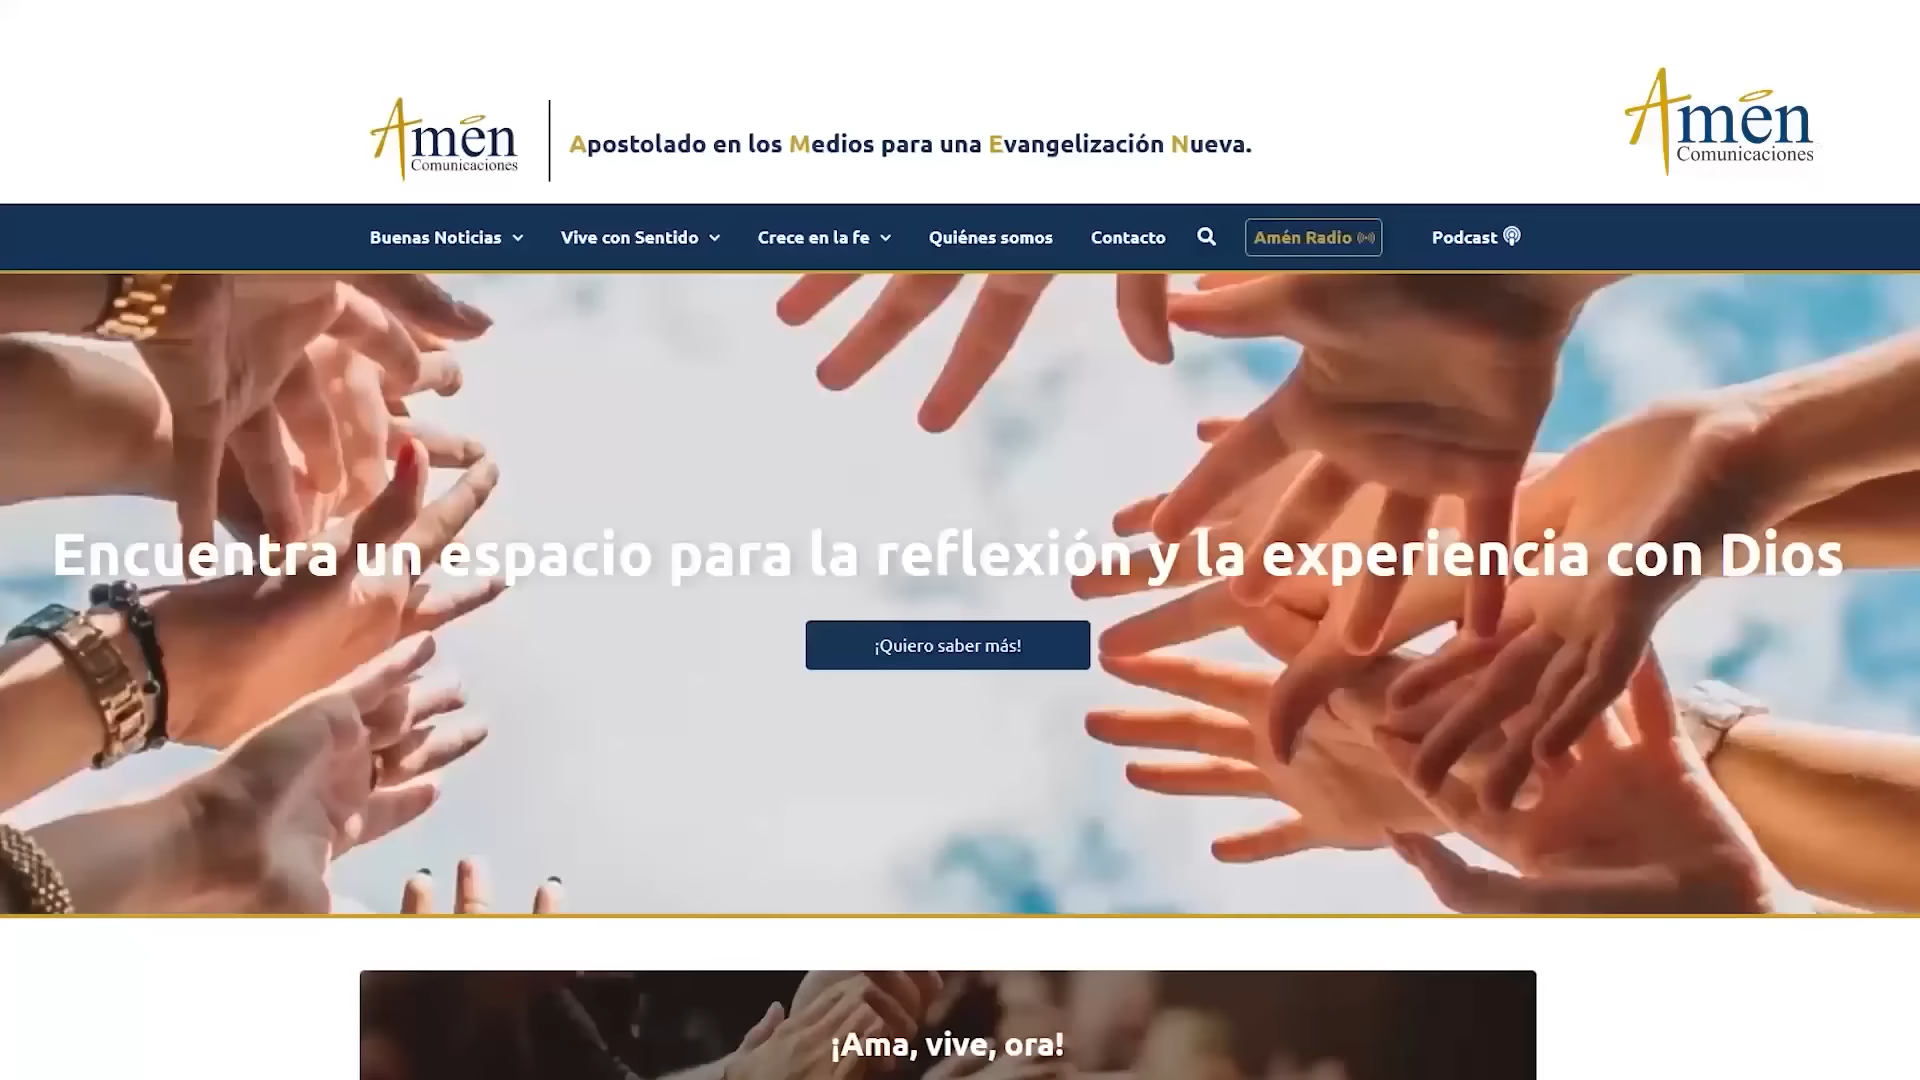 Amén
Comunicaciones
Apostolado en los Medios para una Evangelización Nueva.
Amén
Comunicaciones
Buenas Noticias Vive con Sentido Crece en la fe Quiénes somos Contacto Amén Radio Podcast
Encuentra un espacio para la reflexión y la experiencia con Dios
¡Quiero saber más!
¡Ama, vive, ora!